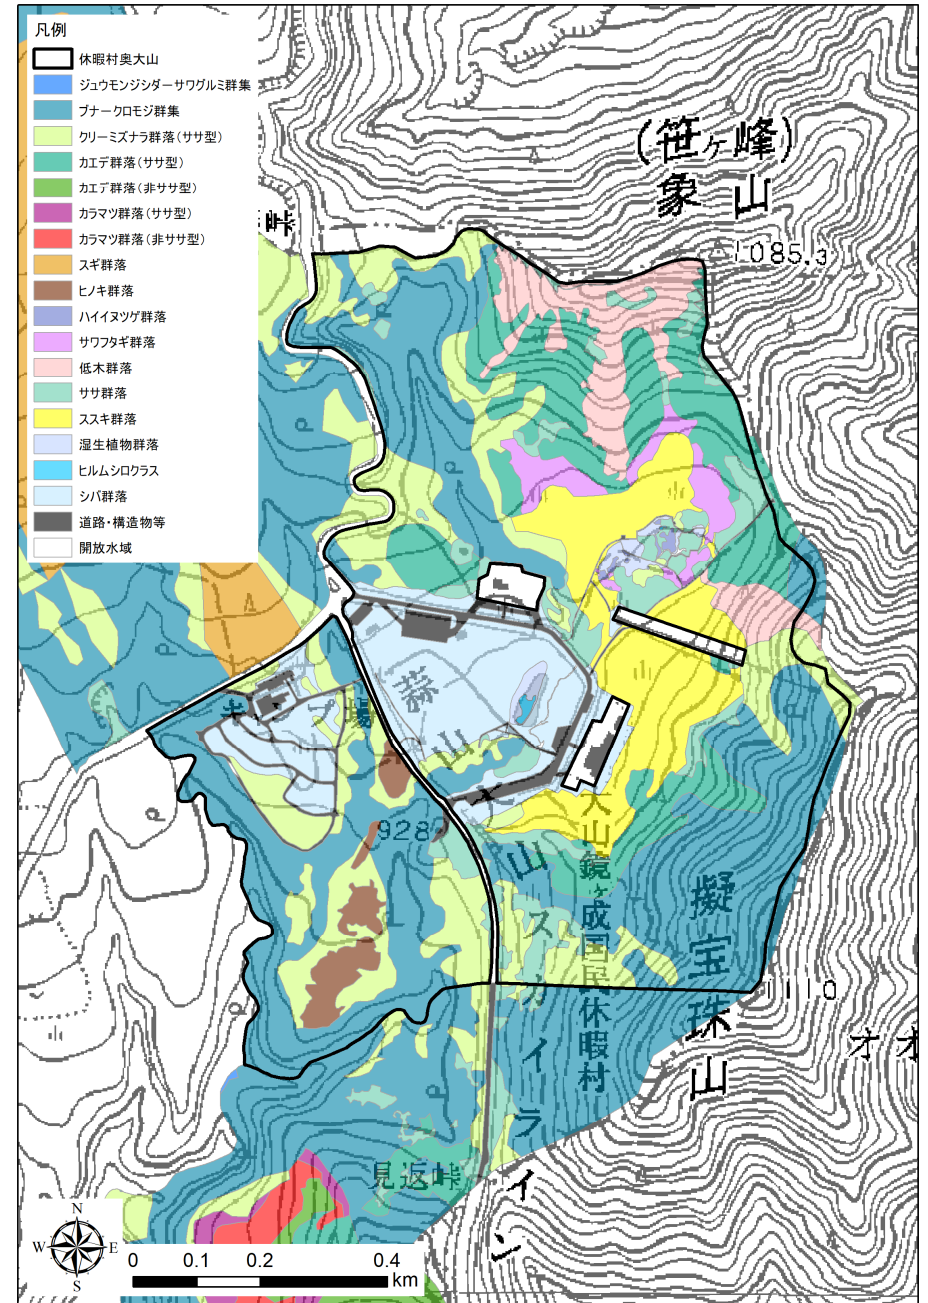 凡例
休暇村奥大山
ジュウモンジシダーサワグルミ群集
ブナークロモジ群集
クリーミズナラ群落(ササ型)
カエデ群落(ササ型)
カエデ群落(非ササ型)
カラマツ群落(ササ型)
カラマツ群落(非ササ型)
スギ群落
ヒノキ群落
ハイイヌツゲ群落
サワフタギ群落
低木群落
ササ群落
ススキ群落
湿生植物群落
ヒルムシロクラス
シバ群落
道路・構造物等
開放水域
(笹ヶ峰)
象山
1085.3
峠
キャンプ場
蒜山大山スカイライン
928
大山鏡ヶ成国民休暇村
擬宝珠山
1110
オオ
見返峠
N
W
E
S
0
0.1
0.2
0.4
km